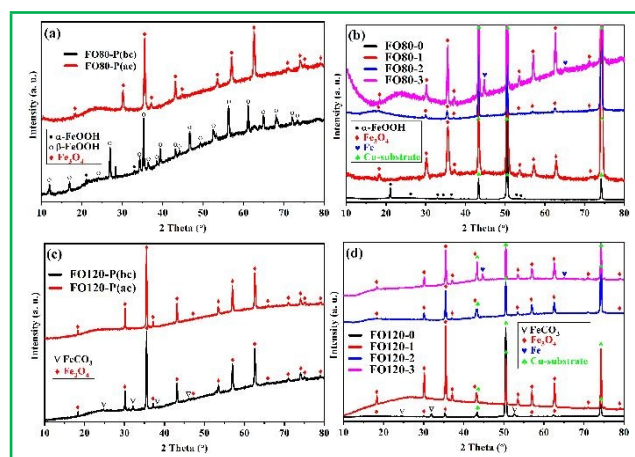 (a)
FO80-P(bc)
FO80-P(ac)
α-FeOOH
β-FeOOH
Fe₃O₄
Intensity (a. u.)
10 20 30 40 50 60 70 80
2 Theta (°)
(b)
FO80-0
FO80-1
FO80-2
FO80-3
α-FeOOH
Fe₃O₄
Fe
Cu-substrate
Intensity (a. u.)
10 20 30 40 50 60 70 80
2 Theta (°)
(c)
FO120-P(bc)
FO120-P(ac)
V FeCO₃
Fe₃O₄
Intensity (a. u.)
10 20 30 40 50 60 70 80
2 Theta (°)
(d)
FO120-0
FO120-1
FO120-2
FO120-3
V FeCO₃
Fe₃O₄
Fe
Cu-substrate
Intensity (a. u.)
10 20 30 40 50 60 70 80
2 Theta (°)